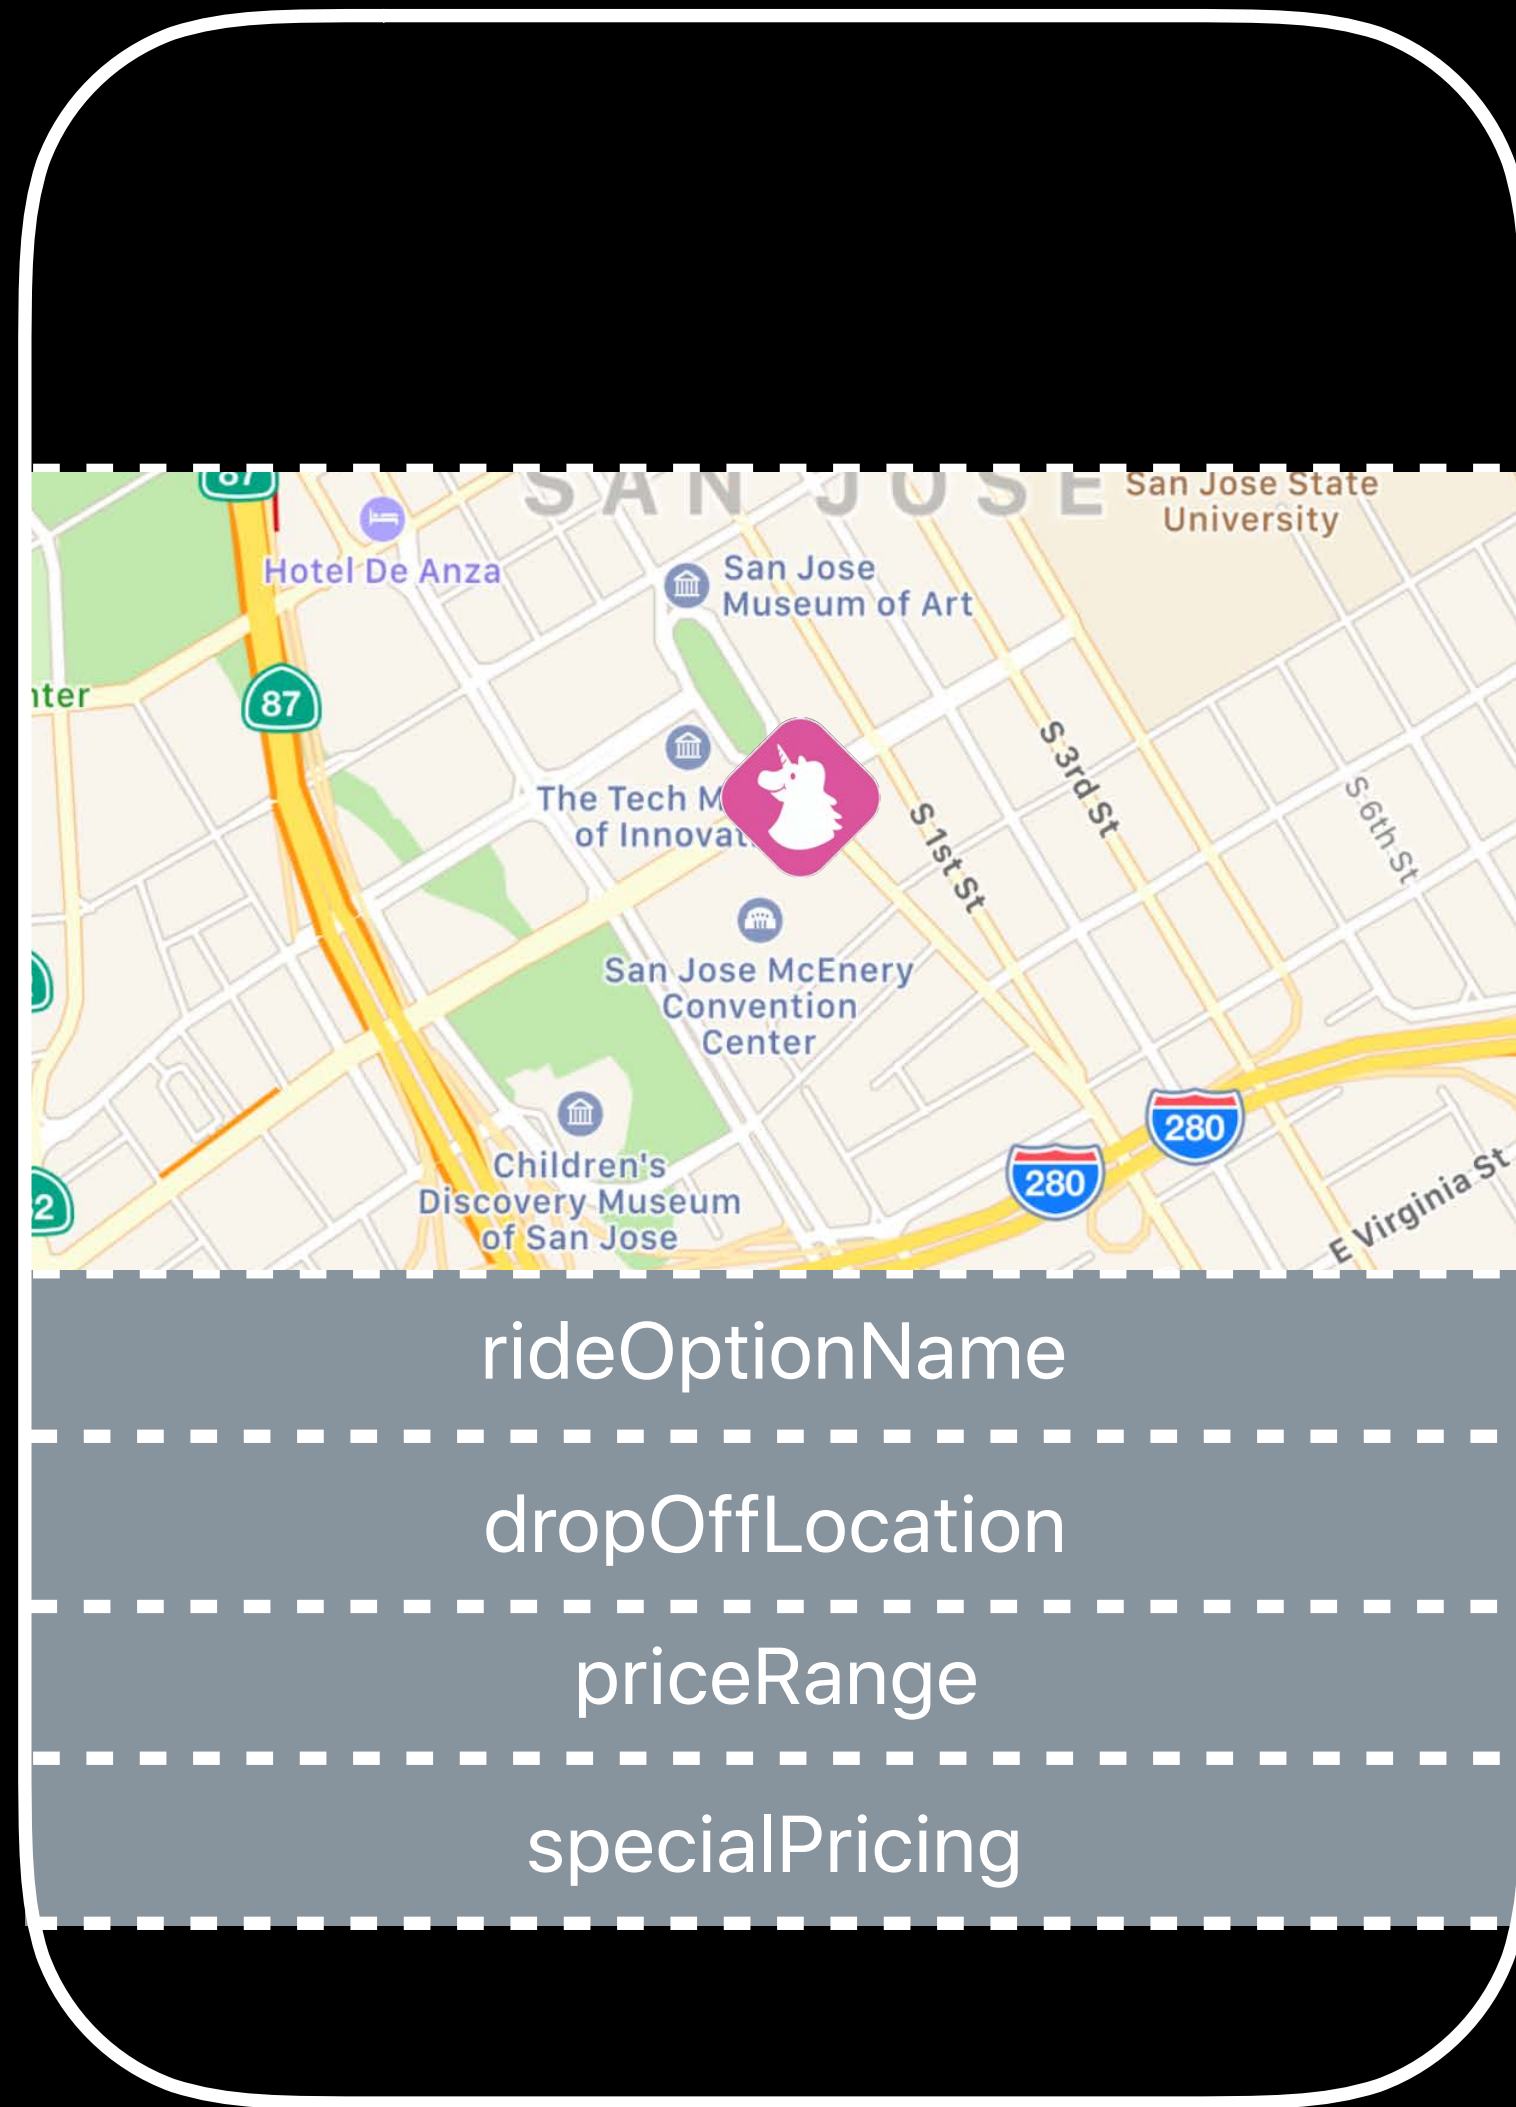 87
SAN JOSE
San Jose State
University
Hotel De Anza
San Jose
Museum of Art
87
The Tech
of
S 3rd St
S 1st St
S 6th St
San Jose McEnery
Convention
Center
280
280
Children's
Discovery Museum
of San Jose
E Virginia St
rideOptionName
dropOffLocation
priceRange
specialPricing